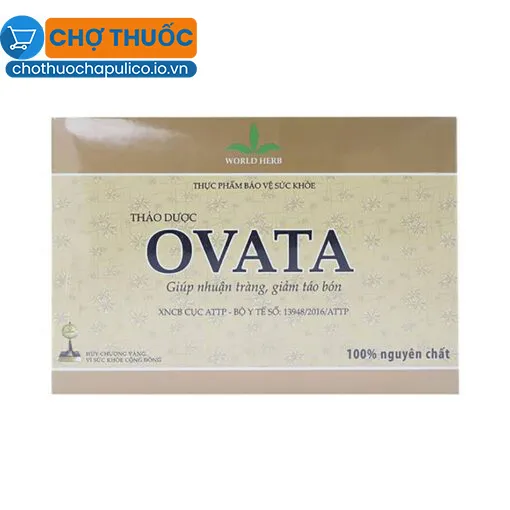 CHỢ THUỐC
chothuochapulico.io.vn
WORLD HERB
THỰC PHẨM BẢO VỆ SỨC KHỎE
THẢO DƯỢC
OVATA
Giúp nhuận tràng, giảm táo bón
XNCB CỤC ATTP - BỘ Y TẾ SỐ: 13948/2016/ATTP
HUY CHƯƠNG VÀNG
VÌ SỨC KHỎE CỘNG ĐỒNG
100% nguyên chất